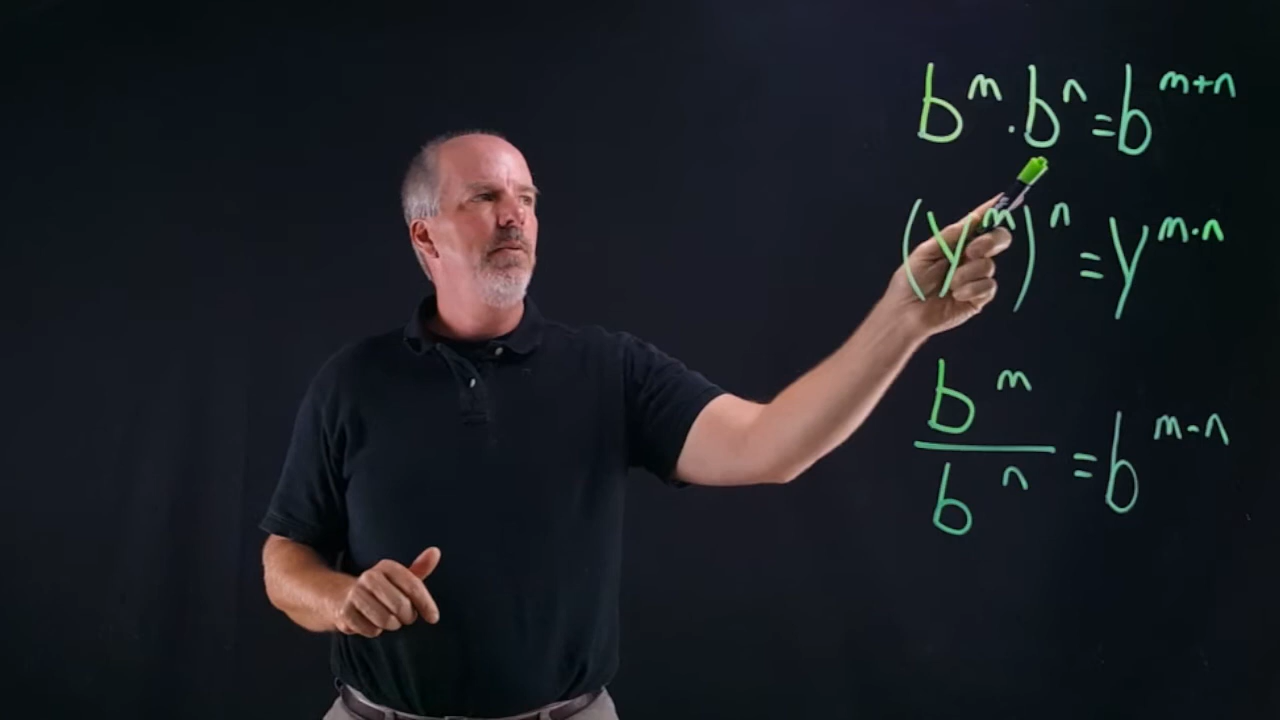 b^m · b^n = b^(m+n)
(y^m)^n = y^(m·n)
b^m / b^n = b^(m-n)